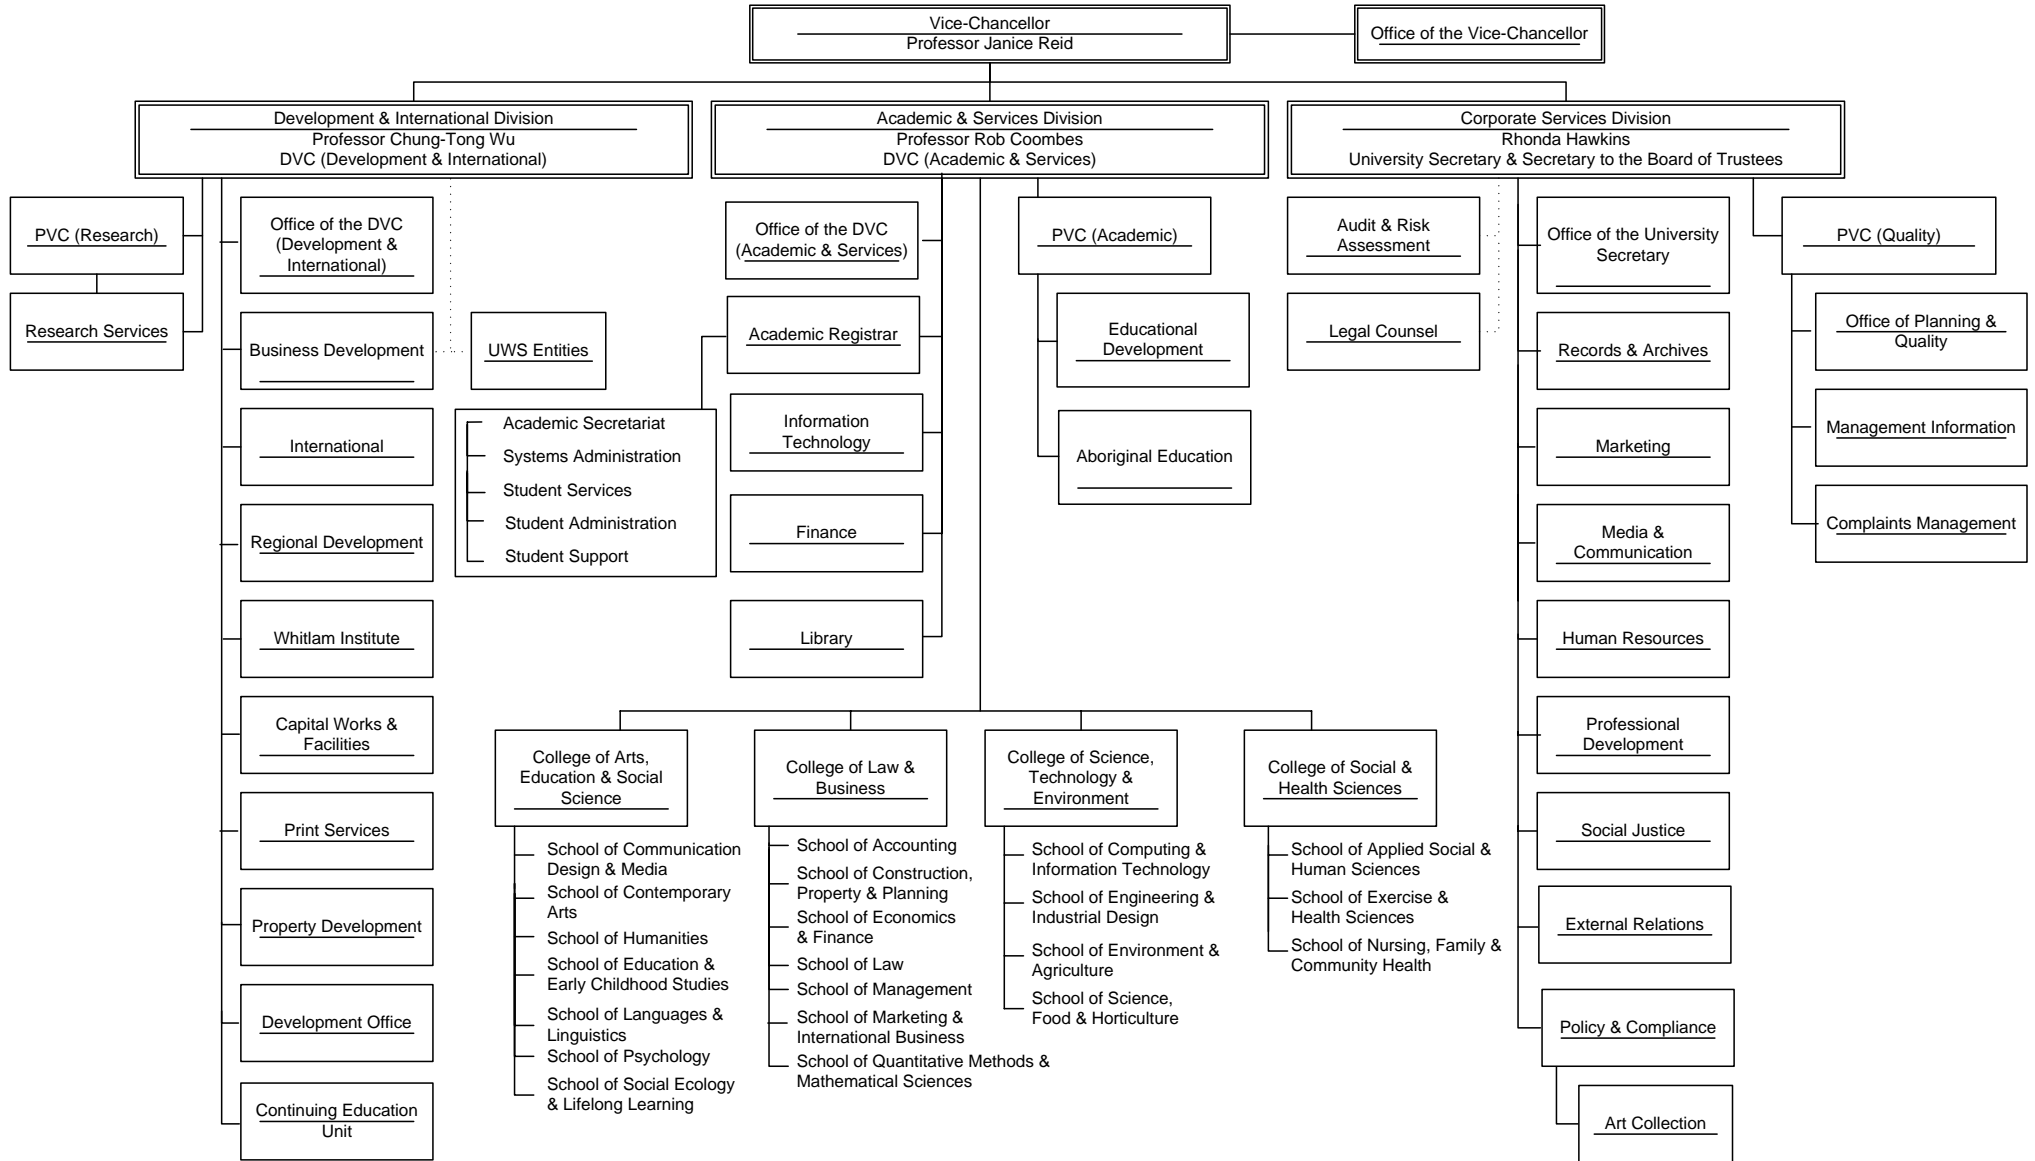 Vice-Chancellor
Professor Janice Reid
Office of the Vice-Chancellor
Development & International Division
Professor Chung-Tong Wu
DVC (Development & International)
Academic & Services Division
Professor Rob Coombes
DVC (Academic & Services)
Corporate Services Division
Rhonda Hawkins
University Secretary & Secretary to the Board of Trustees
PVC (Research)
Research Services
Office of the DVC
(Development &
International)
Business Development
UWS Entities
International
Regional Development
Whitlam Institute
Capital Works &
Facilities
Print Services
Property Development
Development Office
Continuing Education
Unit
Office of the DVC
(Academic & Services)
Academic Registrar
Academic Secretariat
Systems Administration
Student Services
Student Administration
Student Support
Information
Technology
Finance
Library
PVC (Academic)
Educational
Development
Aboriginal Education
College of Arts,
Education & Social
Science
School of Communication
Design & Media
School of Contemporary
Arts
School of Humanities
School of Education &
Early Childhood Studies
School of Languages &
Linguistics
School of Psychology
School of Social Ecology
& Lifelong Learning
College of Law &
Business
School of Accounting
School of Construction,
Property & Planning
School of Economics
& Finance
School of Law
School of Management
School of Marketing &
International Business
School of Quantitative Methods &
Mathematical Sciences
College of Science,
Technology &
Environment
School of Computing &
Information Technology
School of Engineering &
Industrial Design
School of Environment &
Agriculture
School of Science,
Food & Horticulture
College of Social &
Health Sciences
School of Applied Social &
Human Sciences
School of Exercise &
Health Sciences
School of Nursing, Family &
Community Health
Audit & Risk
Assessment
Legal Counsel
Office of the University
Secretary
Records & Archives
Marketing
Media &
Communication
Human Resources
Professional
Development
Social Justice
External Relations
Policy & Compliance
Art Collection
PVC (Quality)
Office of Planning &
Quality
Management Information
Complaints Management